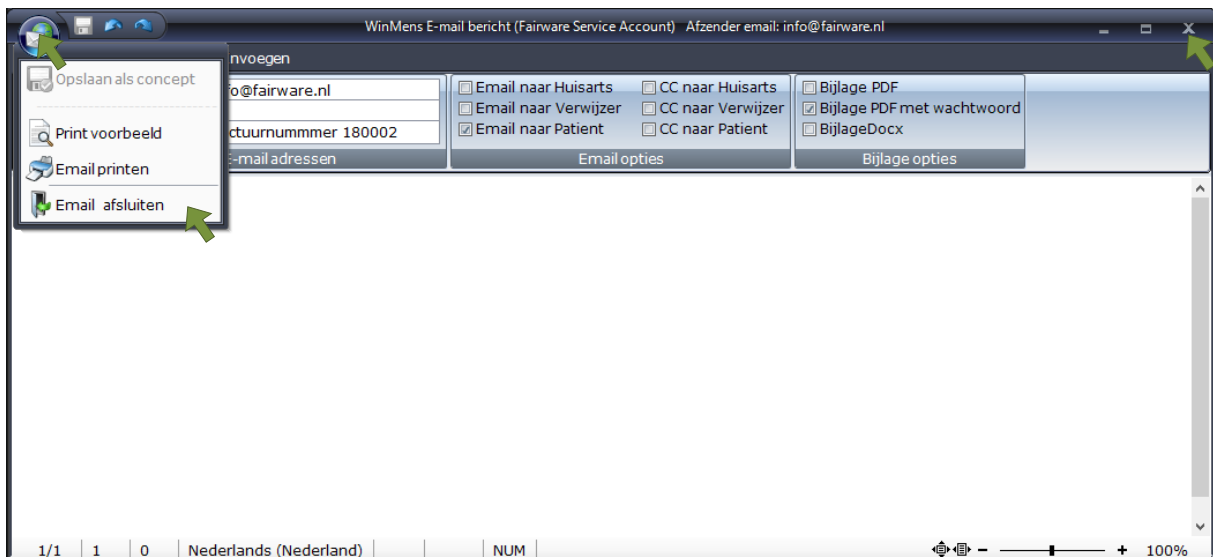 WinMens E-mail bericht (Fairware Service Account)   Afzender email: info@fairware.nl
nvoegen
Opslaan als concept
Print voorbeeld
Email printen
Email afsluiten
fo@fairware.nl
ctuurnummmer 180002
E-mail adressen
Email naar Huisarts
CC naar Huisarts
Email naar Verwijzer
CC naar Verwijzer
Email naar Patient
CC naar Patient
Email opties
Bijlage PDF
Bijlage PDF met wachtwoord
BijlageDocx
Bijlage opties
1/1 1 0 Nederlands (Nederland) NUM 100%